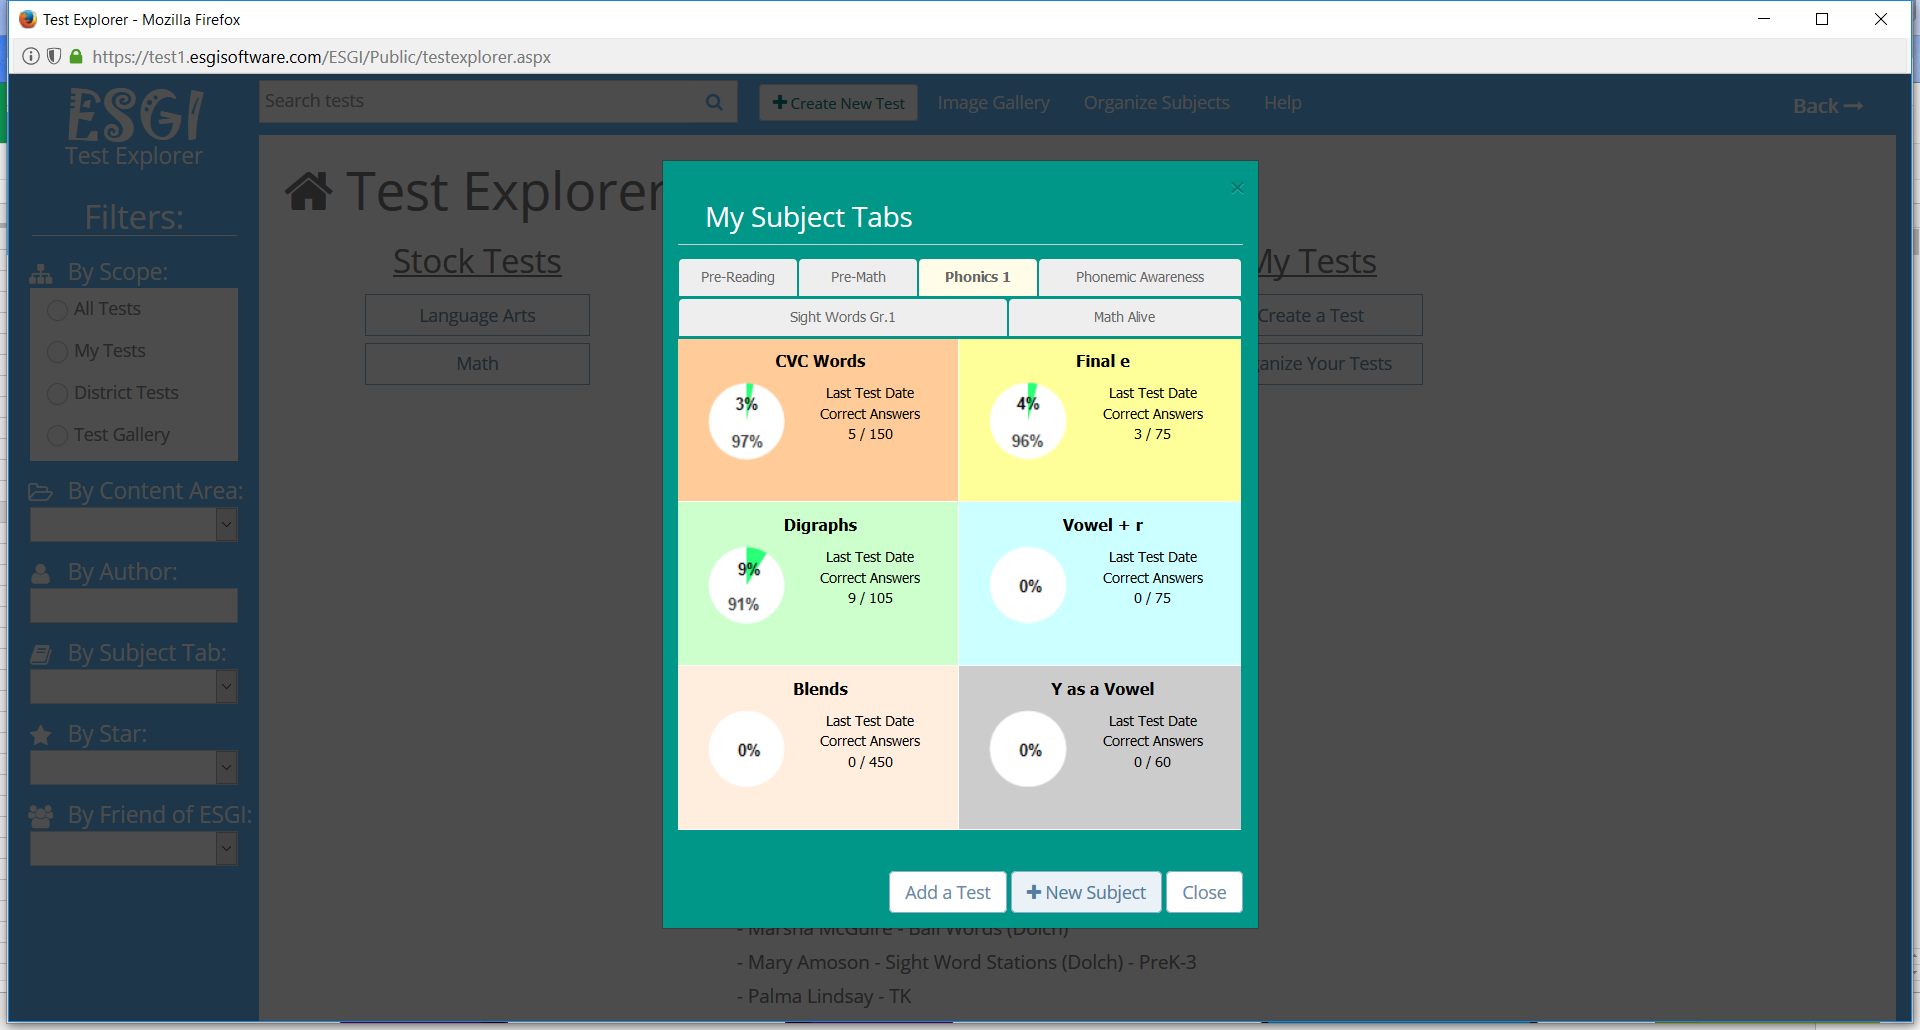 Test Explorer - Mozilla Firefox
https://test1.esgisoftware.com/ESGI/Public/testexplorer.aspx
ESGI
Test Explorer
Search tests
Create New Test
Image Gallery
Organize Subjects
Help
Back
Filters:
By Scope:
All Tests
My Tests
District Tests
Test Gallery
By Content Area:
By Author:
By Subject Tab:
By Star:
By Friend of ESGI:
Test Explorer
Stock Tests
Language Arts
Math
My Tests
Create a Test
Your Tests
My Subject Tabs
×
Pre-Reading
Pre-Math
Phonics 1
Phonemic Awareness
Sight Words Gr.1
Math Alive
CVC Words
3%
97%
Last Test Date
Correct Answers
5 / 150
Final e
4%
96%
Last Test Date
Correct Answers
3 / 75
Digraphs
9%
91%
Last Test Date
Correct Answers
9 / 105
Vowel + r
0%
Last Test Date
Correct Answers
0 / 75
Blends
0%
Last Test Date
Correct Answers
0 / 450
Y as a Vowel
0%
Last Test Date
Correct Answers
0 / 60
Add a Test
New Subject
Close
- Marsha McGuire - Ball Words (Dolch)
- Mary Amoson - Sight Word Stations (Dolch) - PreK-3
- Palma Lindsay - TK